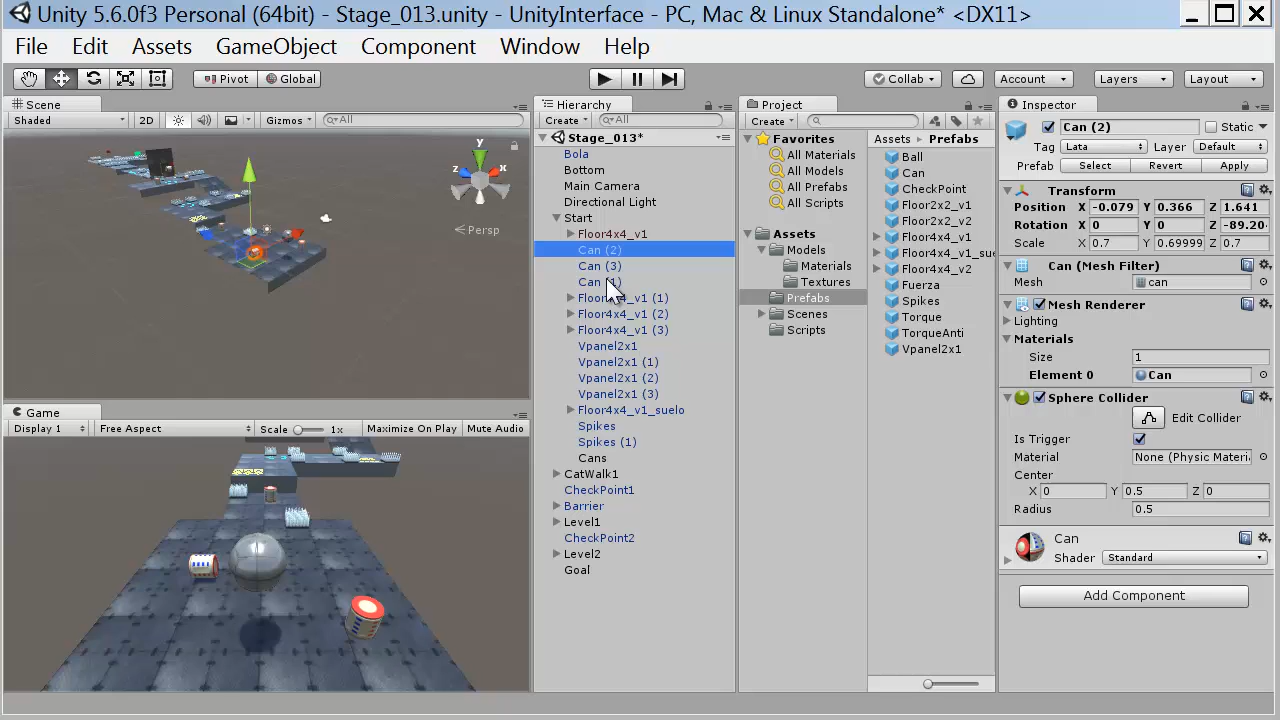 Unity 5.6.0f3 Personal (64bit) - Stage_013.unity - UnityInterface - PC, Mac & Linux Standalone* <DX11>
File Edit Assets GameObject Component Window Help
Pivot Global Collab Account Layers Layout
Scene
Shaded 2D Gizmos All
y
z x
Persp
Game
Display 1 Free Aspect Scale 1x Maximize On Play Mute Audio
Hierarchy
Create All
Stage_013*
Bola
Bottom
Main Camera
Directional Light
Start
Floor4x4_v1
Can (2)
Can (3)
Can
Floor4x4_v1 (1)
Floor4x4_v1 (2)
Floor4x4_v1 (3)
Vpanel2x1
Vpanel2x1 (1)
Vpanel2x1 (2)
Vpanel2x1 (3)
Floor4x4_v1_suelo
Spikes
Spikes (1)
Cans
CatWalk1
CheckPoint1
Barrier
Level1
CheckPoint2
Level2
Goal
Project
Create
Favorites
All Materials
All Models
All Prefabs
All Scripts
Assets
Models
Materials
Textures
Prefabs
Scenes
Scripts
Assets Prefabs
Ball
Can
CheckPoint
Floor2x2_v1
Floor2x2_v2
Floor4x4_v1
Floor4x4_v1_sue
Floor4x4_v2
Fuerza
Spikes
Torque
TorqueAnti
Vpanel2x1
Inspector
Can (2) Static
Tag Lata Layer Default
Prefab Select Revert Apply
Transform
Position X -0.079 Y 0.366 Z 1.641
Rotation X 0 Y 0 Z -89.20
Scale X 0.7 Y 0.69999 Z 0.7
Can (Mesh Filter)
Mesh can
Mesh Renderer
Lighting
Materials
Size 1
Element 0 Can
Sphere Collider
Edit Collider
Is Trigger
Material None (Physic Materi
Center
X 0 Y 0.5 Z 0
Radius 0.5
Can
Shader Standard
Add Component